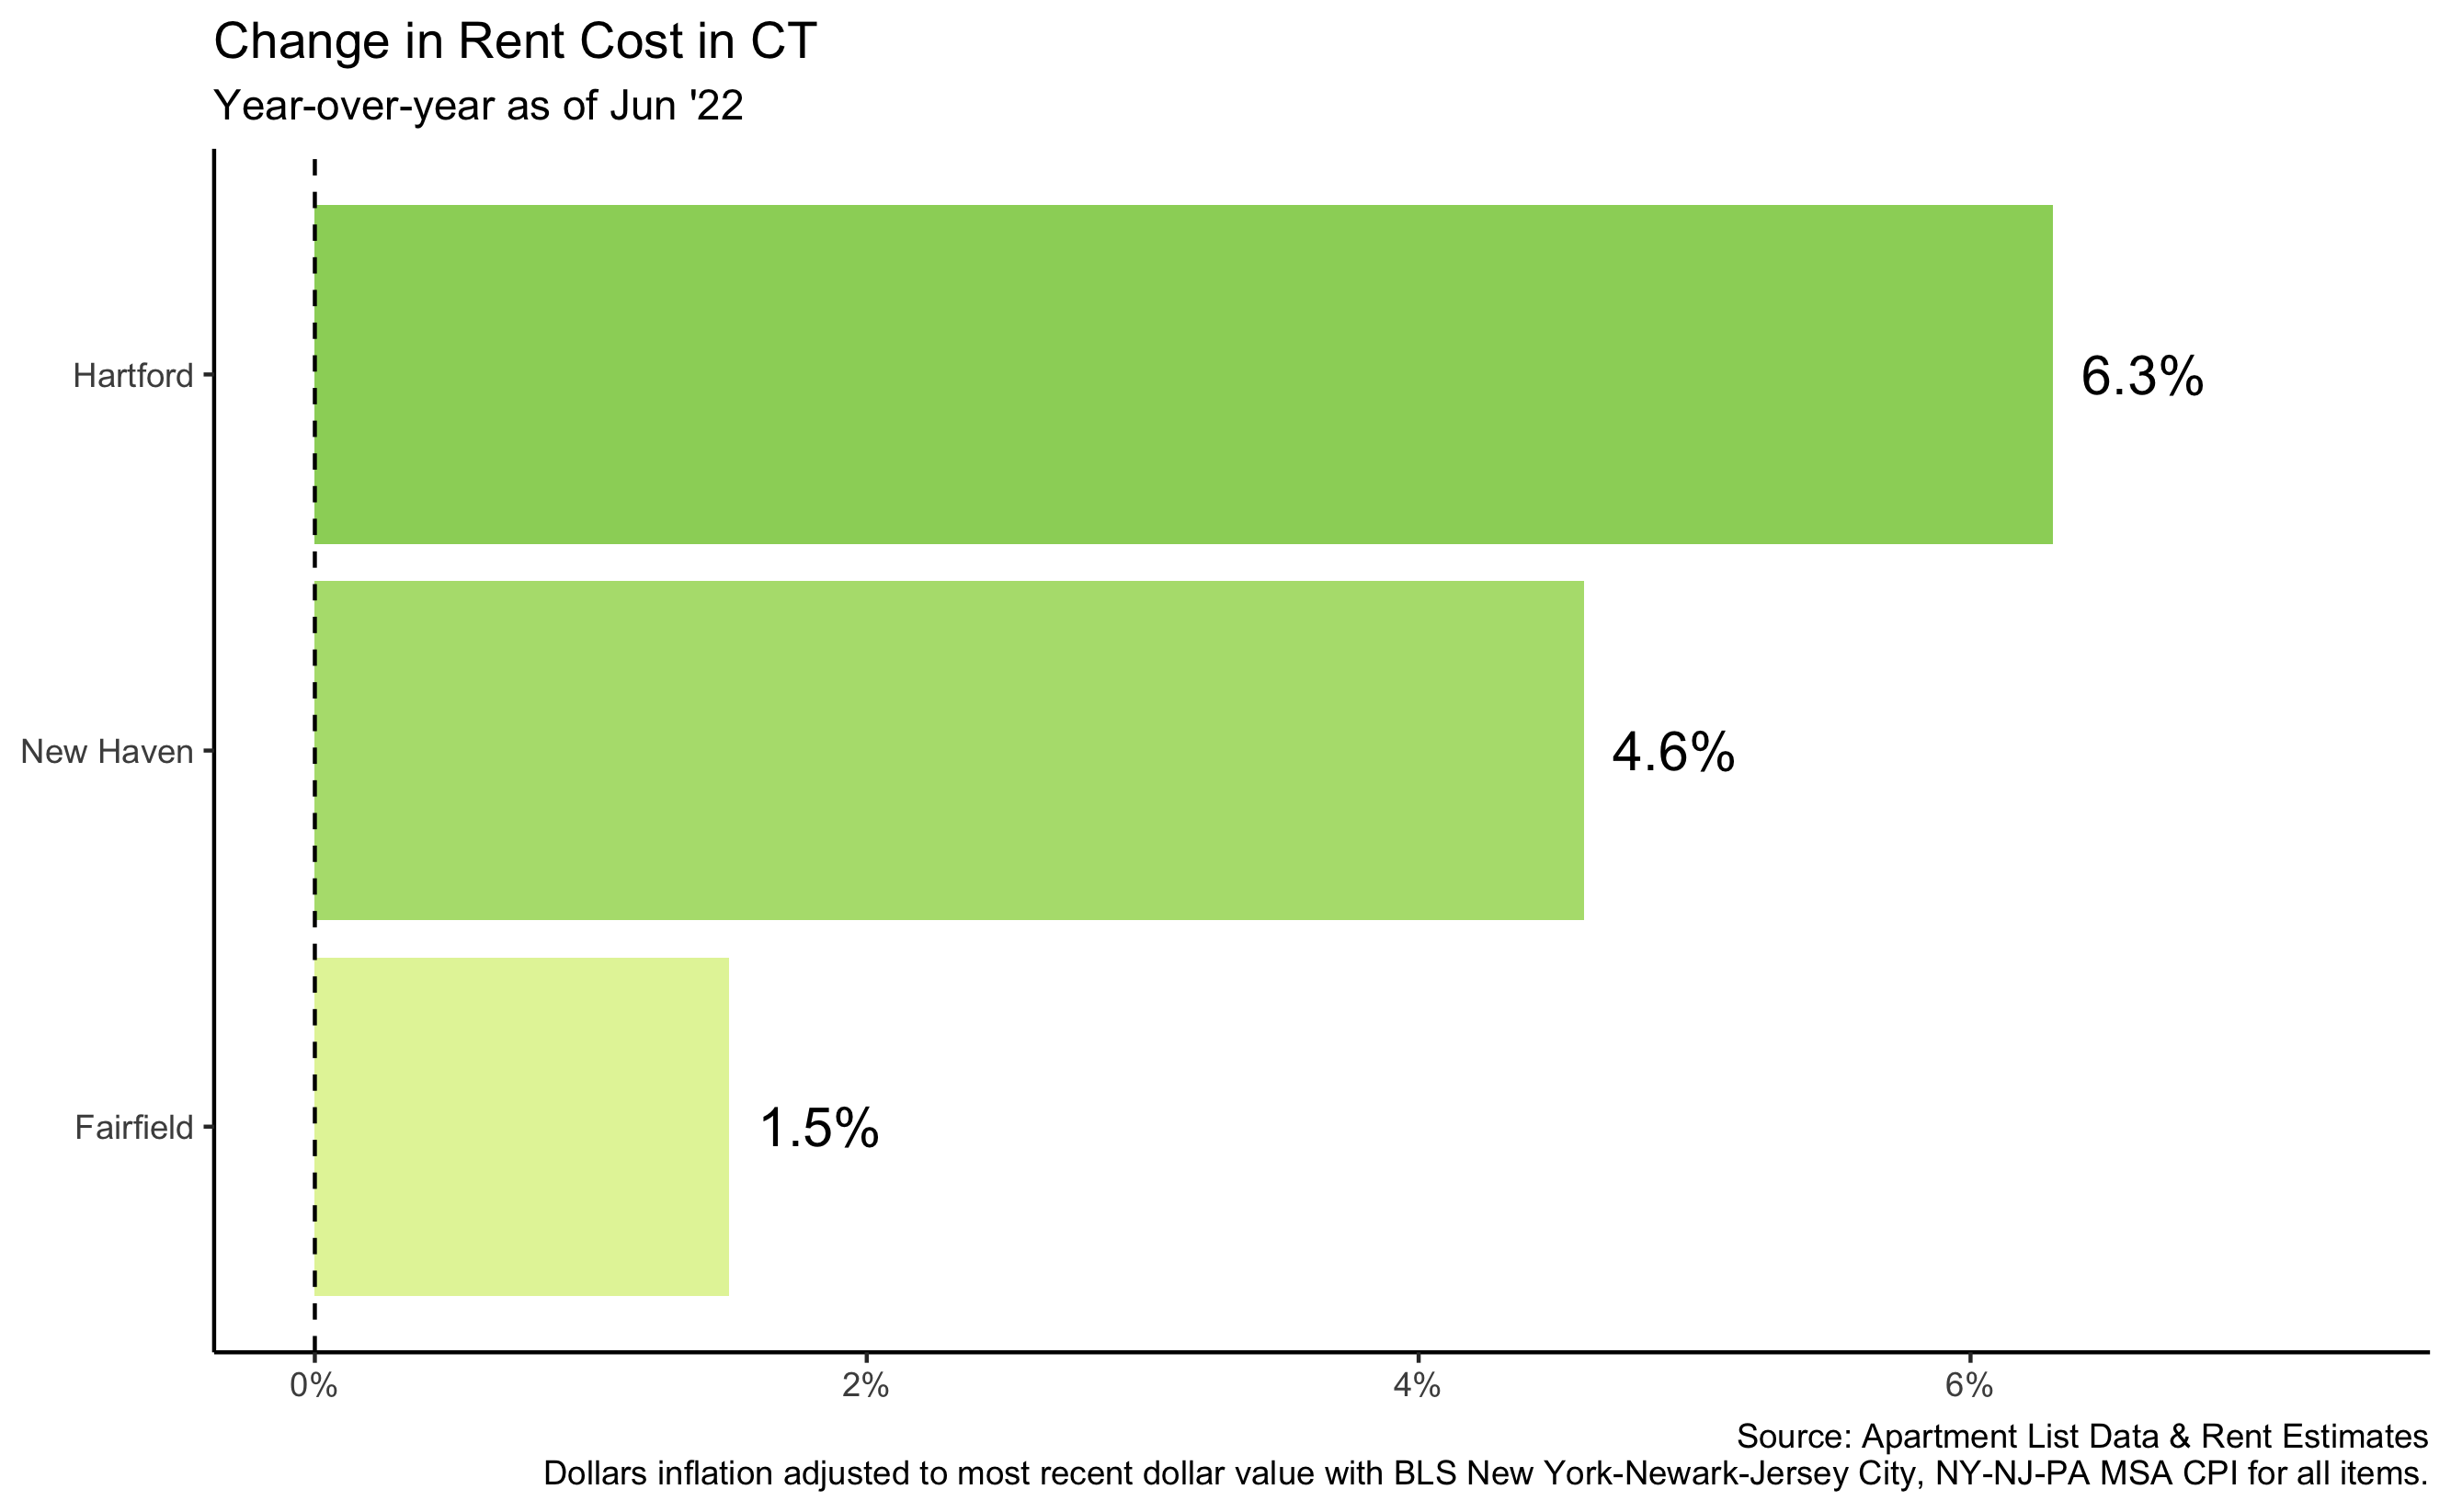 Change in Rent Cost in CT
Year-over-year as of Jun '22
Hartford
6.3%
New Haven
4.6%
Fairfield
1.5%
0% 2% 4% 6%
Source: Apartment List Data & Rent Estimates
Dollars inflation adjusted to most recent dollar value with BLS New York-Newark-Jersey City, NY-NJ-PA MSA CPI for all items.